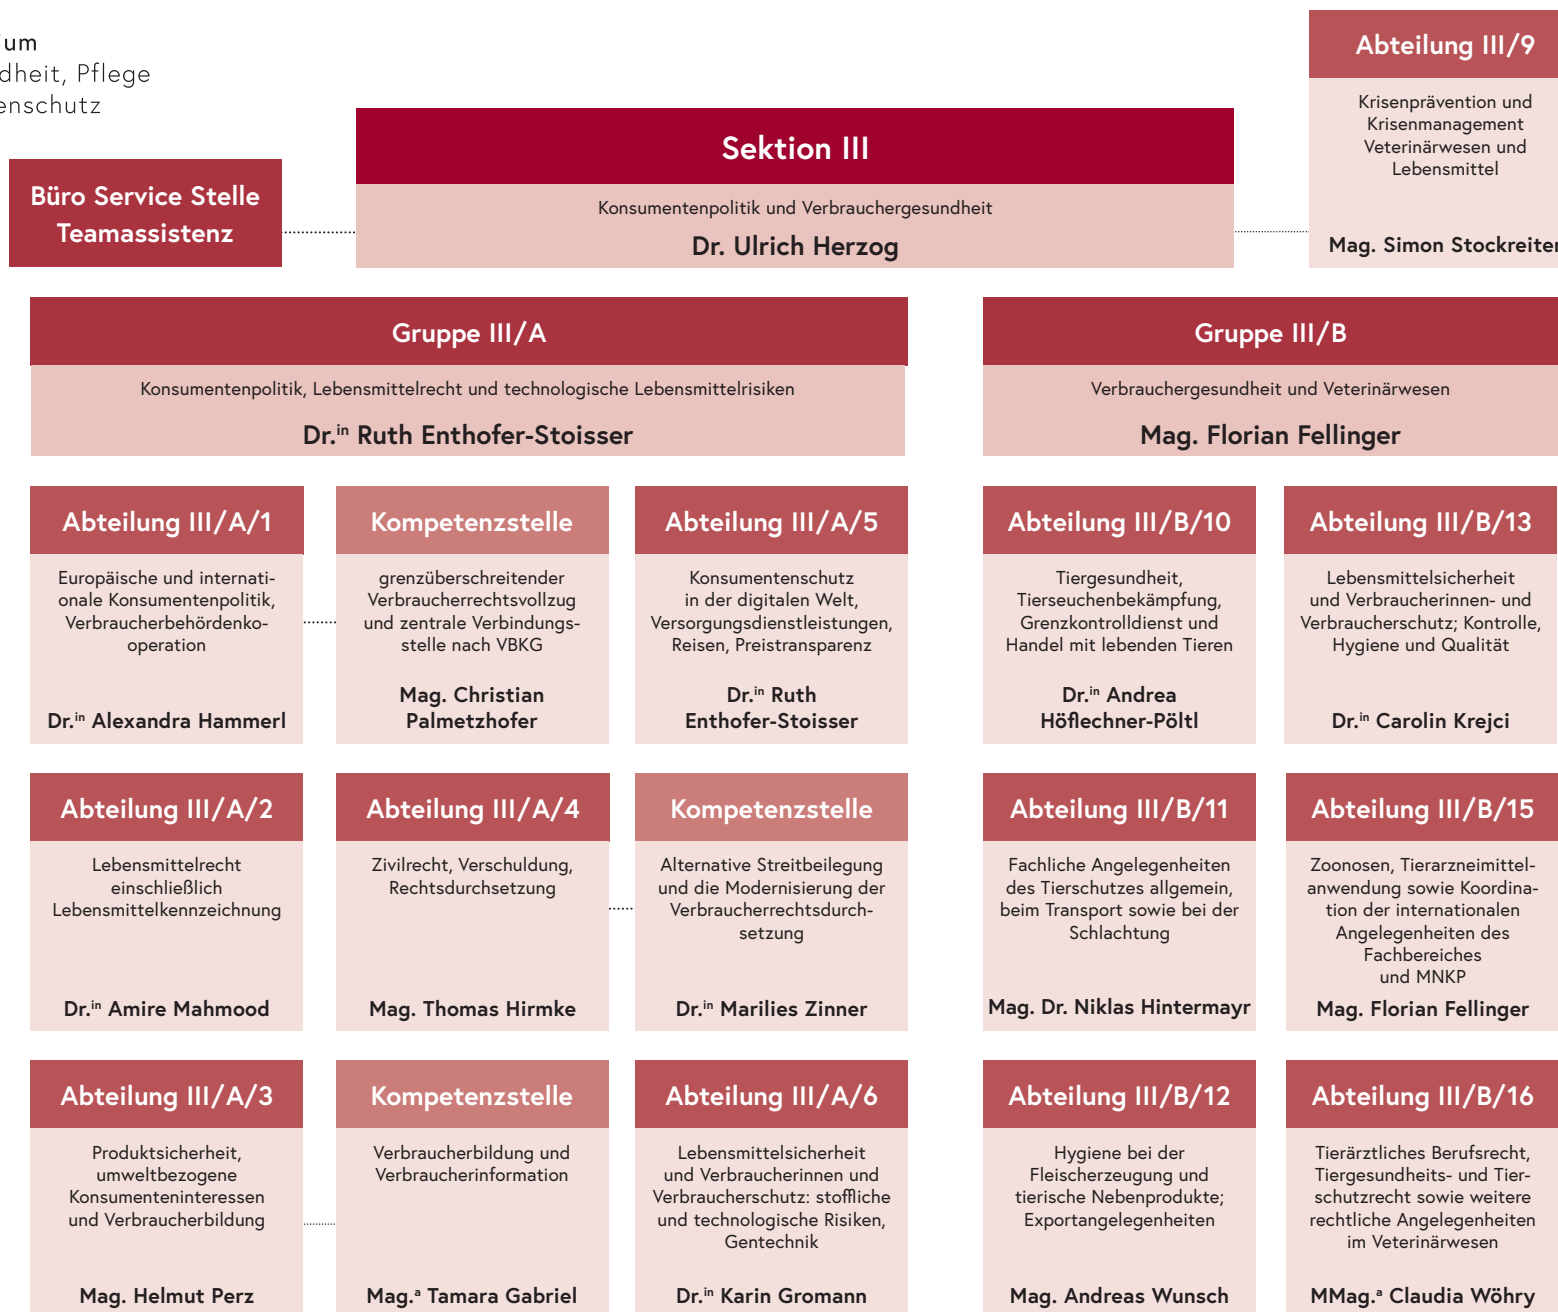 dheit, Pflege
Büro Service Stelle
Teamassistenz
Sektion III
Konsumentenpolitik und Verbrauchergesundheit
Dr. Ulrich Herzog
Abteilung III/9
Krisenprävention und
Krisenmanagement
Veterinärwesen und
Lebensmittel
Mag. Simon Stockreiter
Gruppe III/A
Konsumentenpolitik, Lebensmittelrecht und technologische Lebensmittelrisiken
Dr.in Ruth Enthofer-Stoisser
Gruppe III/B
Verbrauchergesundheit und Veterinärwesen
Mag. Florian Fellinger
Abteilung III/A/1
Europäische und internati-
onale Konsumentenpolitik,
Verbraucherbehördenko-
operation
Dr.in Alexandra Hammerl
Kompetenzstelle
grenzüberschreitender
Verbraucherrechtsvollzug
und zentrale Verbindungs-
stelle nach VBKG
Mag. Christian
Palmetzhofer
Abteilung III/A/5
Konsumentenschutz
in der digitalen Welt,
Versorgungsdienstleistungen,
Reisen, Preistransparenz
Dr.in Ruth
Enthofer-Stoisser
Abteilung III/B/10
Tiergesundheit,
Tierseuchenbekämpfung,
Grenzkontrolldienst und
Handel mit lebenden Tieren
Dr.in Andrea
Höflechner-Pöltl
Abteilung III/B/13
Lebensmittelsicherheit
und Verbraucherinnen- und
Verbraucherschutz; Kontrolle,
Hygiene und Qualität
Dr.in Carolin Krejci
Abteilung III/A/2
Lebensmittelrecht
einschließlich
Lebensmittelkennzeichnung
Dr.in Amire Mahmood
Abteilung III/A/4
Zivilrecht, Verschuldung,
Rechtsdurchsetzung
Mag. Thomas Hirmke
Kompetenzstelle
Alternative Streitbeilegung
und die Modernisierung der
Verbraucherrechtsdurch-
setzung
Dr.in Marilies Zinner
Abteilung III/B/11
Fachliche Angelegenheiten
des Tierschutzes allgemein,
beim Transport sowie bei der
Schlachtung
Mag. Dr. Niklas Hintermayr
Abteilung III/B/15
Zoonosen, Tierarzneimittel-
anwendung sowie Koordina-
tion der internationalen
Angelegenheiten des
Fachbereiches
und MNKP
Mag. Florian Fellinger
Abteilung III/A/3
Produktsicherheit,
umweltbezogene
Konsumenteninteressen
und Verbraucherbildung
Mag. Helmut Perz
Kompetenzstelle
Verbraucherbildung und
Verbraucherinformation
Mag.a Tamara Gabriel
Abteilung III/A/6
Lebensmittelsicherheit
und Verbraucherinnen und
Verbraucherschutz: stoffliche
und technologische Risiken,
Gentechnik
Dr.in Karin Gromann
Abteilung III/B/12
Hygiene bei der
Fleischerzeugung und
tierische Nebenprodukte;
Exportangelegenheiten
Mag. Andreas Wunsch
Abteilung III/B/16
Tierärztliches Berufsrecht,
Tiergesundheits- und Tier-
schutzrecht sowie weitere
rechtliche Angelegenheiten
im Veterinärwesen
MMag.a Claudia Wöhry